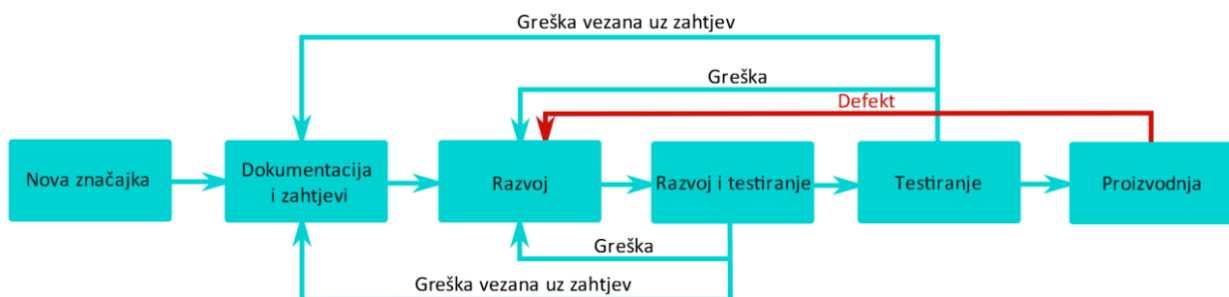 Greška vezana uz zahtjev
Greška
Defekt
Nova značajka
Dokumentacija
i zahtjevi
Razvoj
Razvoj i testiranje
Testiranje
Proizvodnja
Greška
Greška vezana uz zahtjev